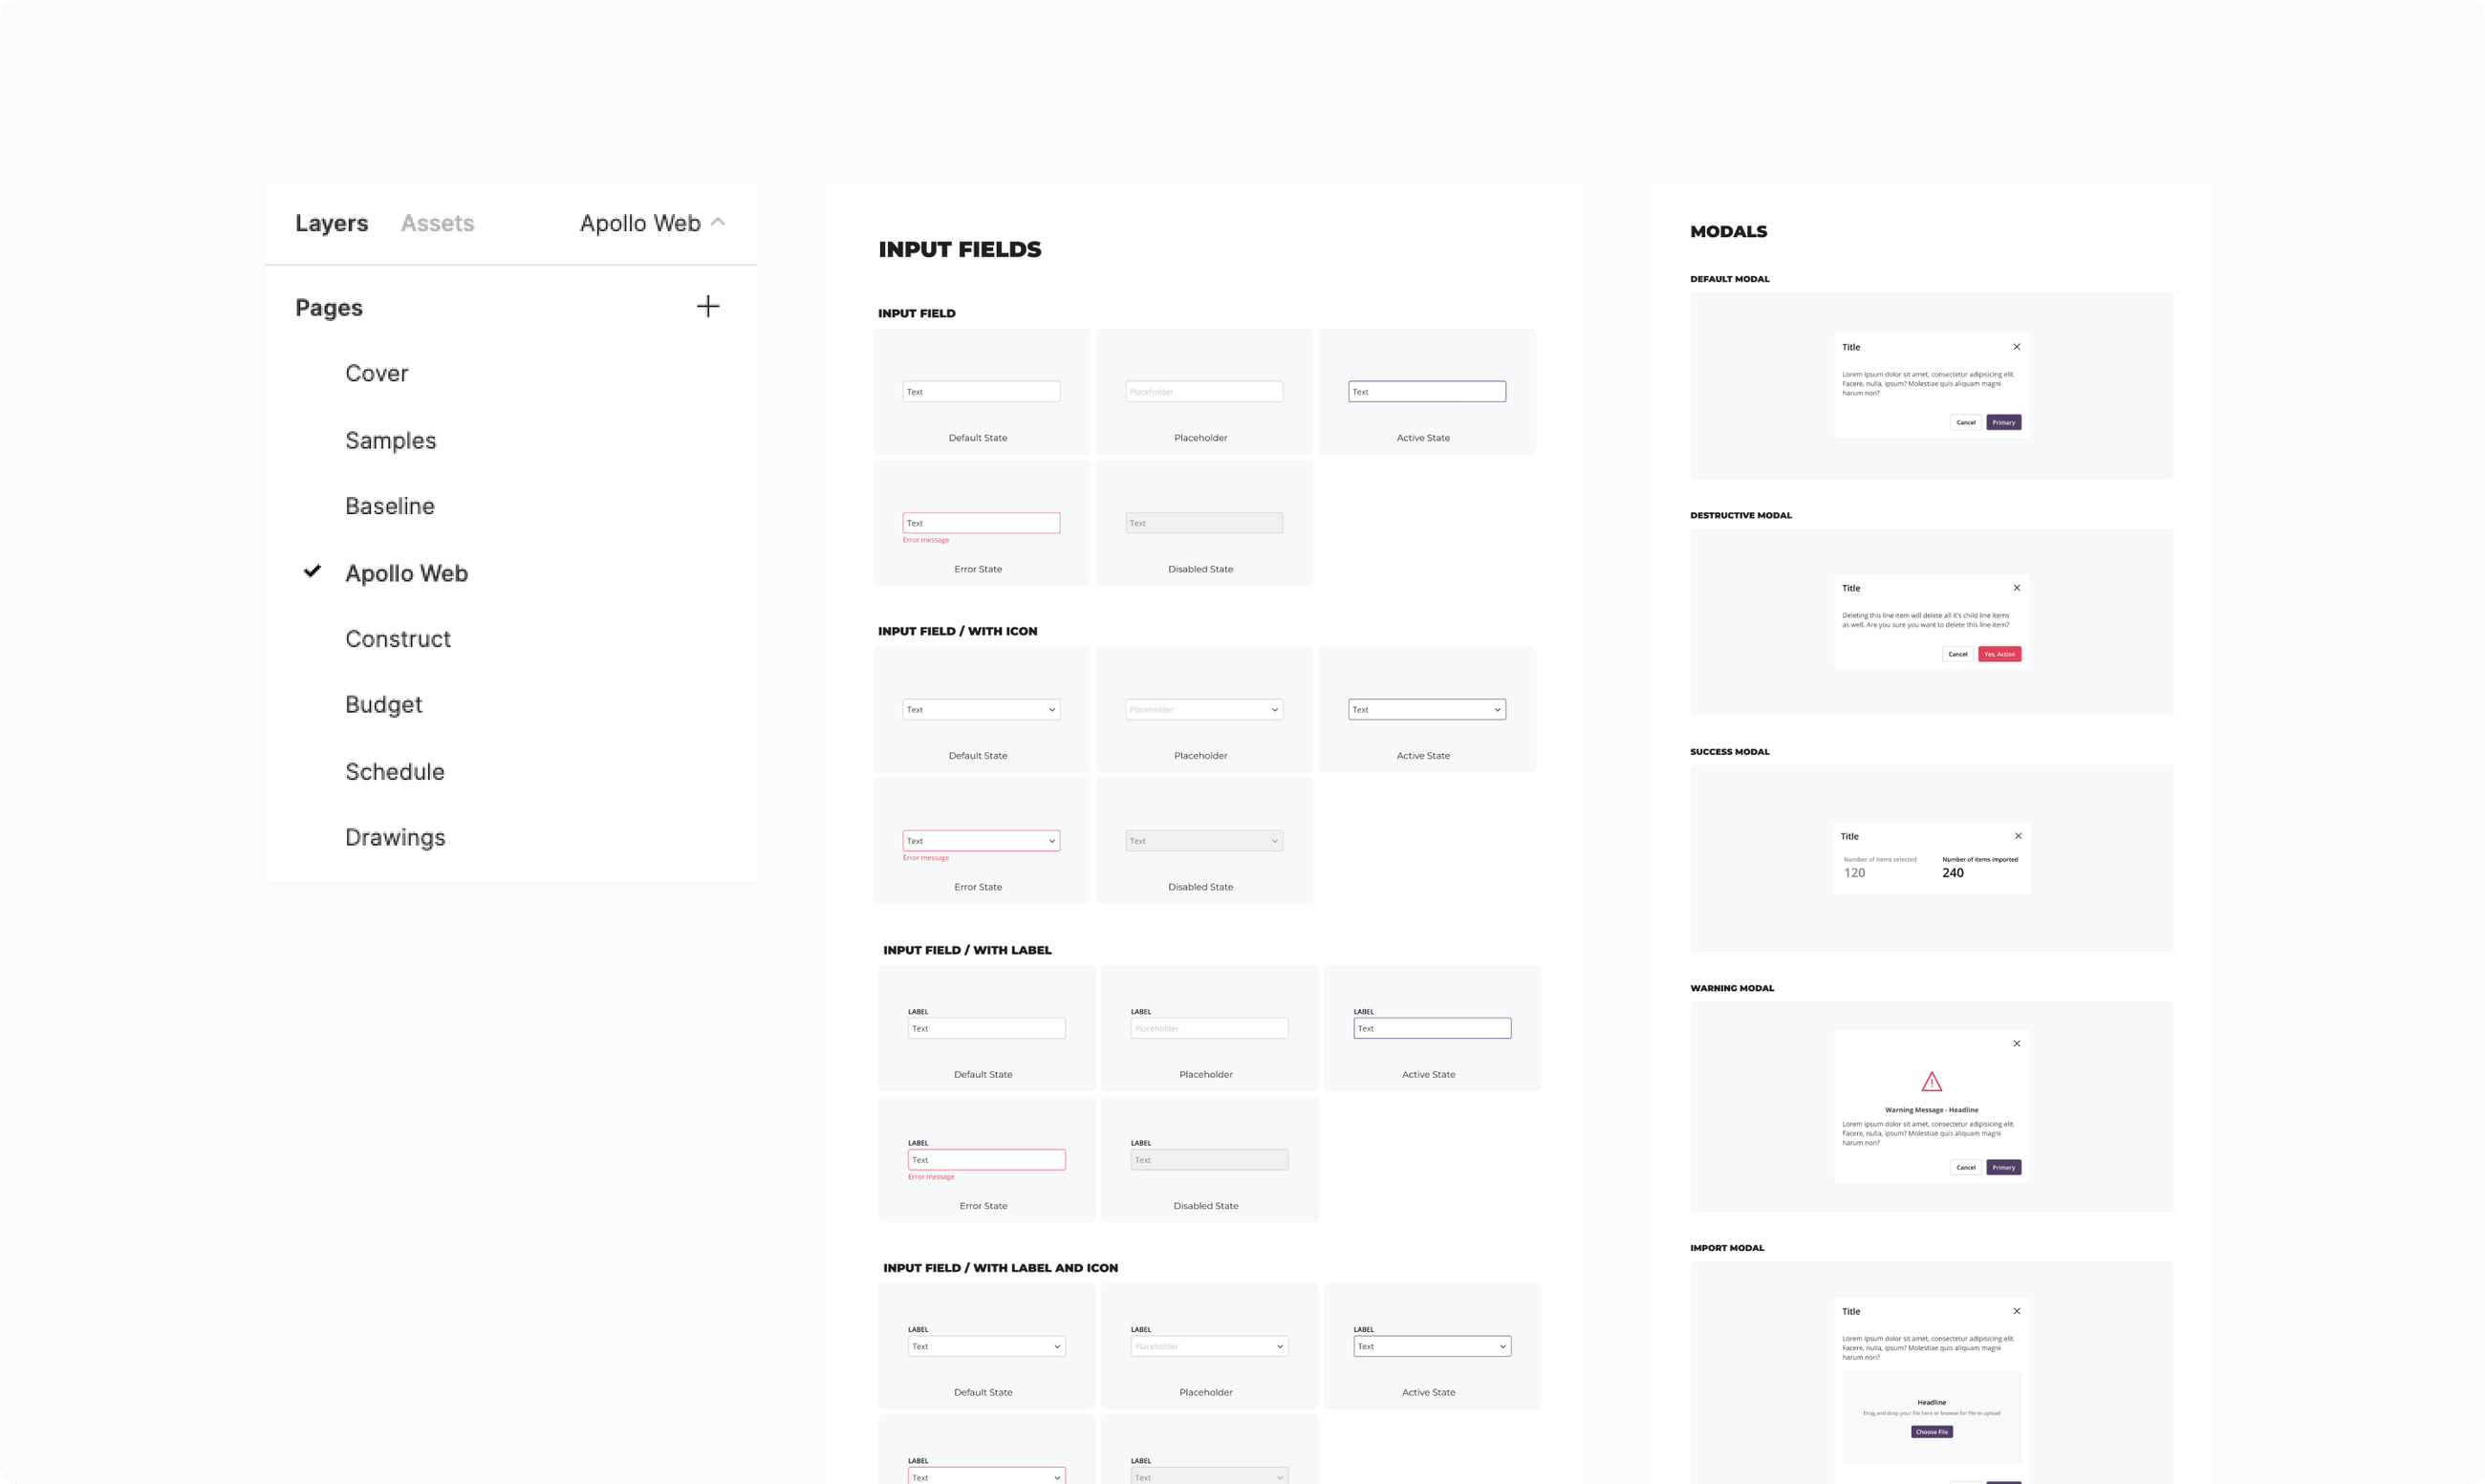 Layers Assets Apollo Web
Pages
Cover
Samples
Baseline
Apollo Web
Construct
Budget
Schedule
Drawings
INPUT FIELDS
INPUT FIELD
Text
Default State
Placeholder
Placeholder
Text
Active State
Text
Error message
Error State
Text
Disabled State
INPUT FIELD / WITH ICON
Text
Default State
Placeholder
Placeholder
Text
Active State
Text
Error message
Error State
Text
Disabled State
INPUT FIELD / WITH LABEL
LABEL
Text
Default State
LABEL
Placeholder
Placeholder
LABEL
Text
Active State
LABEL
Text
Error message
Error State
LABEL
Text
Disabled State
INPUT FIELD / WITH LABEL AND ICON
LABEL
Text
Default State
LABEL
Placeholder
Placeholder
LABEL
Text
Active State
LABEL
Text
LABEL
Text
MODALS
DEFAULT MODAL
Title
Lorem ipsum dolor sit amet, consectetur adipisicing elit.
Facere, nulla, ipsum? Molestiae quis aliquam magni
harum non?
Cancel Primary
DESTRUCTIVE MODAL
Title
Deleting this line item will delete all it's child line items
as well. Are you sure you want to delete this line item?
Cancel Yes, Action
SUCCESS MODAL
Title
Number of items selected
120
Number of items imported
240
WARNING MODAL
Warning Message - Headline
Lorem ipsum dolor sit amet, consectetur adipisicing elit.
Facere, nulla, ipsum? Molestiae quis aliquam magni
harum non?
Cancel Primary
IMPORT MODAL
Title
Lorem ipsum dolor sit amet, consectetur adipisicing elit.
Facere, nulla, ipsum? Molestiae quis aliquam magni
harum non?
Headline
Drag and drop your file here or browse for file to upload
Choose File